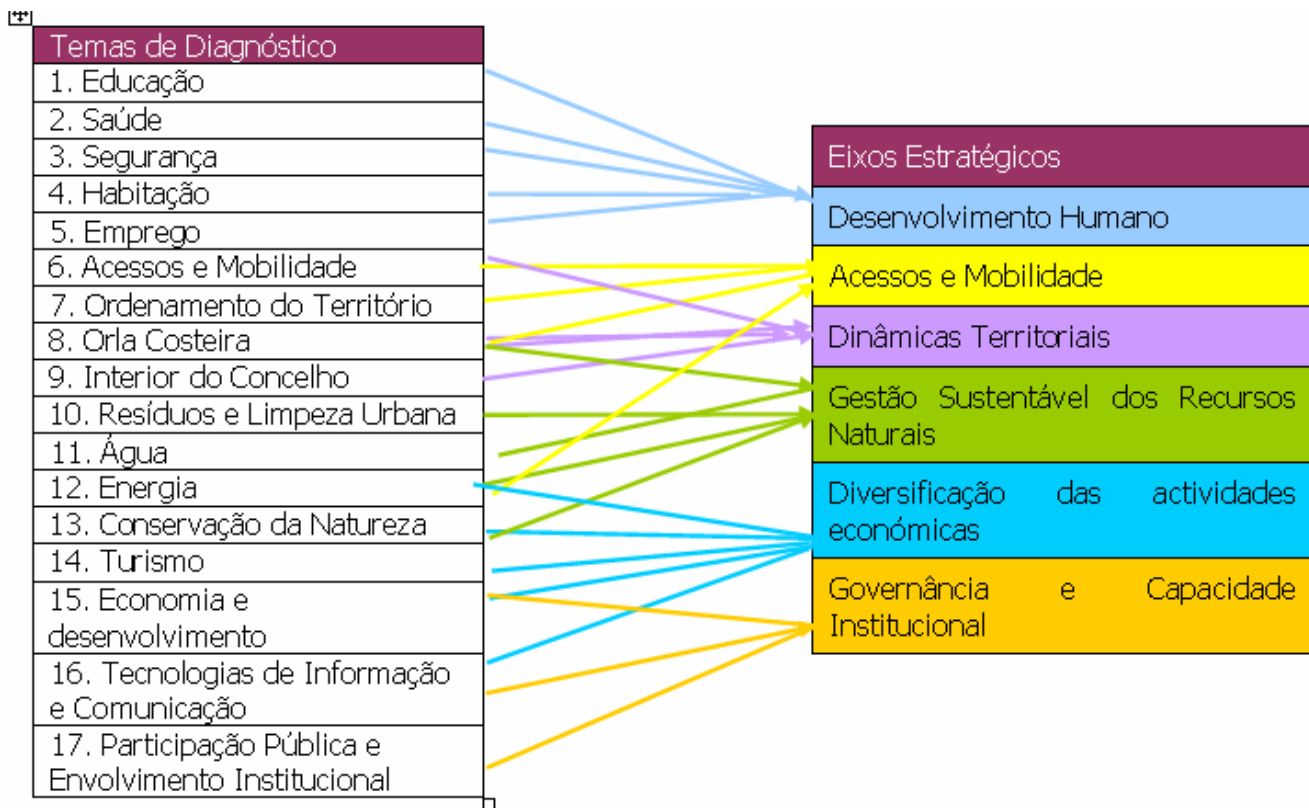 Temas de Diagnóstico
1. Educação
2. Saúde
3. Segurança
4. Habitação
5. Emprego
6. Acessos e Mobilidade
7. Ordenamento do Território
8. Orla Costeira
9. Interior do Concelho
10. Resíduos e Limpeza Urbana
11. Água
12. Energia
13. Conservação da Natureza
14. Turismo
15. Economia e
desenvolvimento
16. Tecnologias de Informação
e Comunicação
17. Participação Pública e
Envolvimento Institucional
Eixos Estratégicos
Desenvolvimento Humano
Acessos e Mobilidade
Dinâmicas Territoriais
Gestão Sustentável dos Recursos
Naturais
Diversificação das actividades
económicas
Governância e Capacidade
Institucional